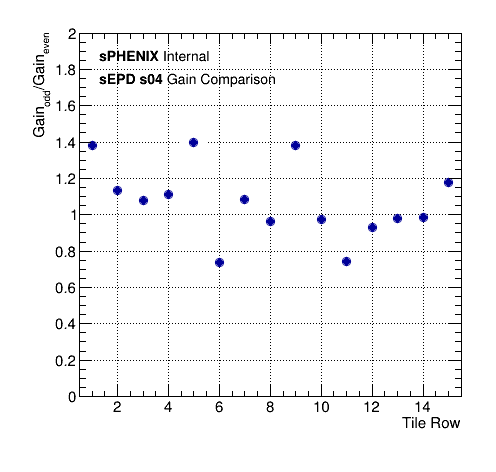 sPHENIX Internal
sEPD s04 Gain Comparison
Gain_odd/Gain_even
2
1.8
1.6
1.4
1.2
1
0.8
0.6
0.4
0.2
0
2 4 6 8 10 12 14
Tile Row